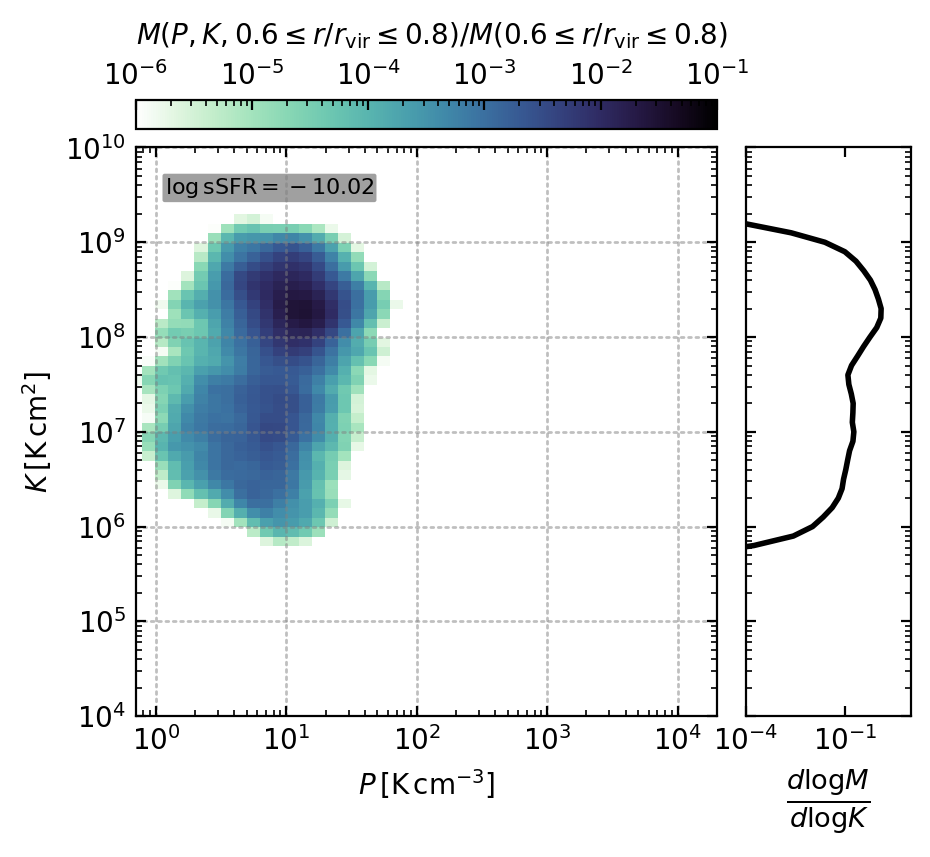 M(P, K, 0.6 ≤ r/r_vir ≤ 0.8)/M(0.6 ≤ r/r_vir ≤ 0.8)
10^−6 10^−5 10^−4 10^−3 10^−2 10^−1
log sSFR = −10.02
10^10
10^9
10^8
10^7
10^6
10^5
10^4
K [K cm^2]
10^0 10^1 10^2 10^3 10^4
P [K cm^−3]
10^−4 10^−1
dlogM
dlogK